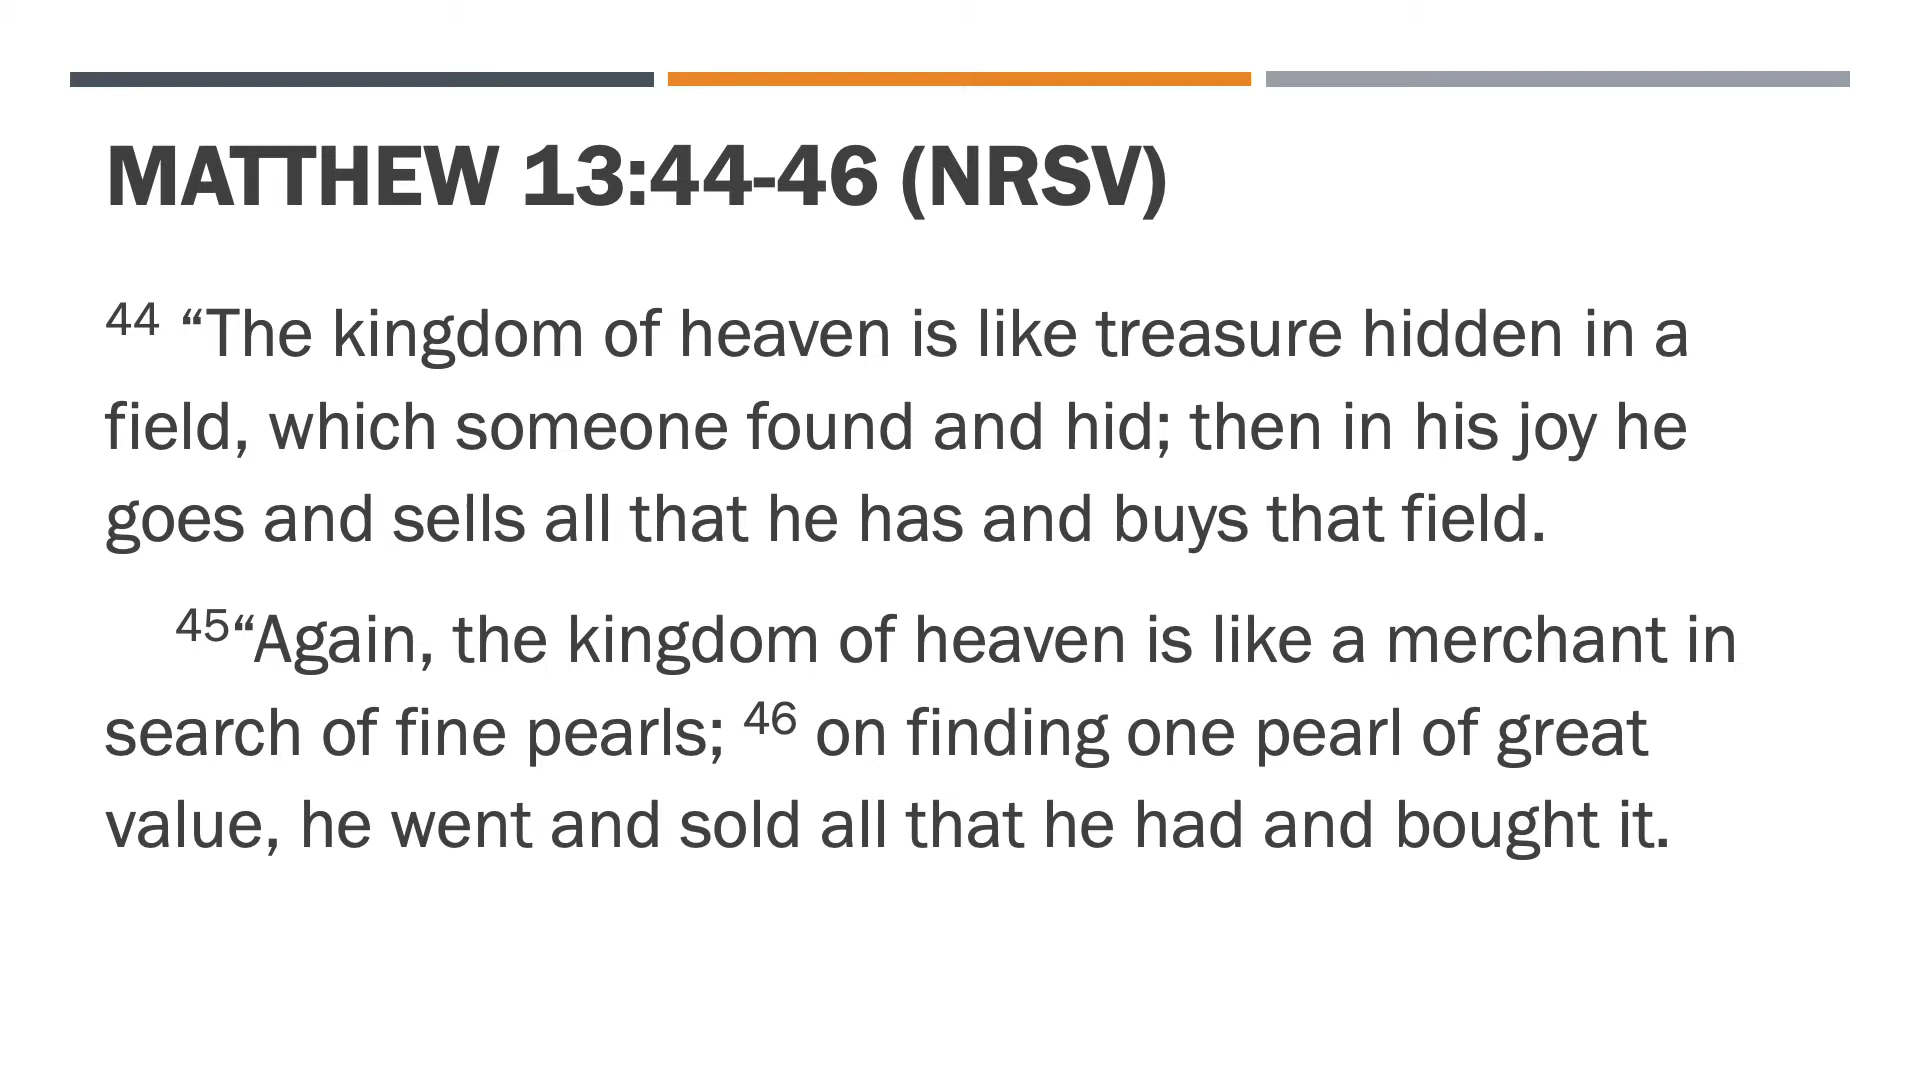 MATTHEW 13:44-46 (NRSV)
44 “The kingdom of heaven is like treasure hidden in a
field, which someone found and hid; then in his joy he
goes and sells all that he has and buys that field.
45“Again, the kingdom of heaven is like a merchant in
search of fine pearls; 46 on finding one pearl of great
value, he went and sold all that he had and bought it.